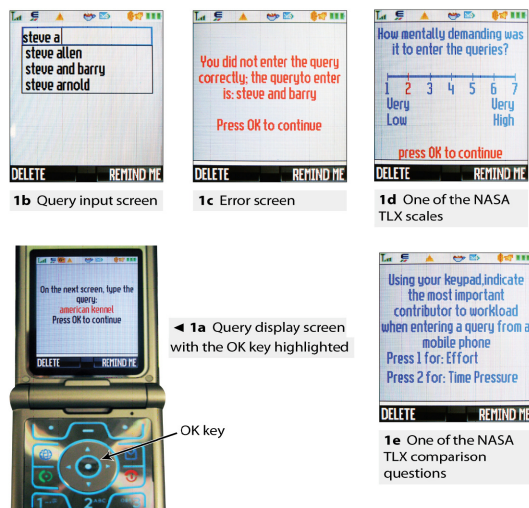 steve a
steve allen
steve and barry
steve arnold
DELETE REMIND ME
1b Query input screen
You did not enter the query
correctly; the queryto enter
is: steve and barry
Press OK to continue
DELETE REMIND ME
1c Error screen
How mentally demanding was
it to enter the queries?
1 2 3 4 5 6 7
Very Very
Low High
press OK to continue
DELETE REMIND ME
1d One of the NASA
TLX scales
On the next screen, type the
query:
american kennel
Press OK to continue
DELETE REMIND ME
◄ 1a Query display screen
with the OK key highlighted
OK key
1
2 ABC
Using your keypad,indicate
the most important
contributor to workload
when entering a query from a
mobile phone
Press 1 for: Effort
Press 2 for: Time Pressure
DELETE REMIND ME
1e One of the NASA
TLX comparison
questions